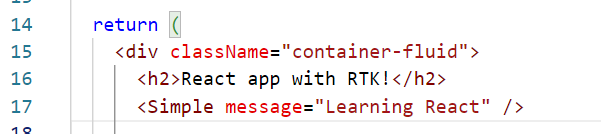 14 return (
15 <div className="container-fluid">
16 <h2>React app with RTK!</h2>
17 <Simple message="Learning React" />
18